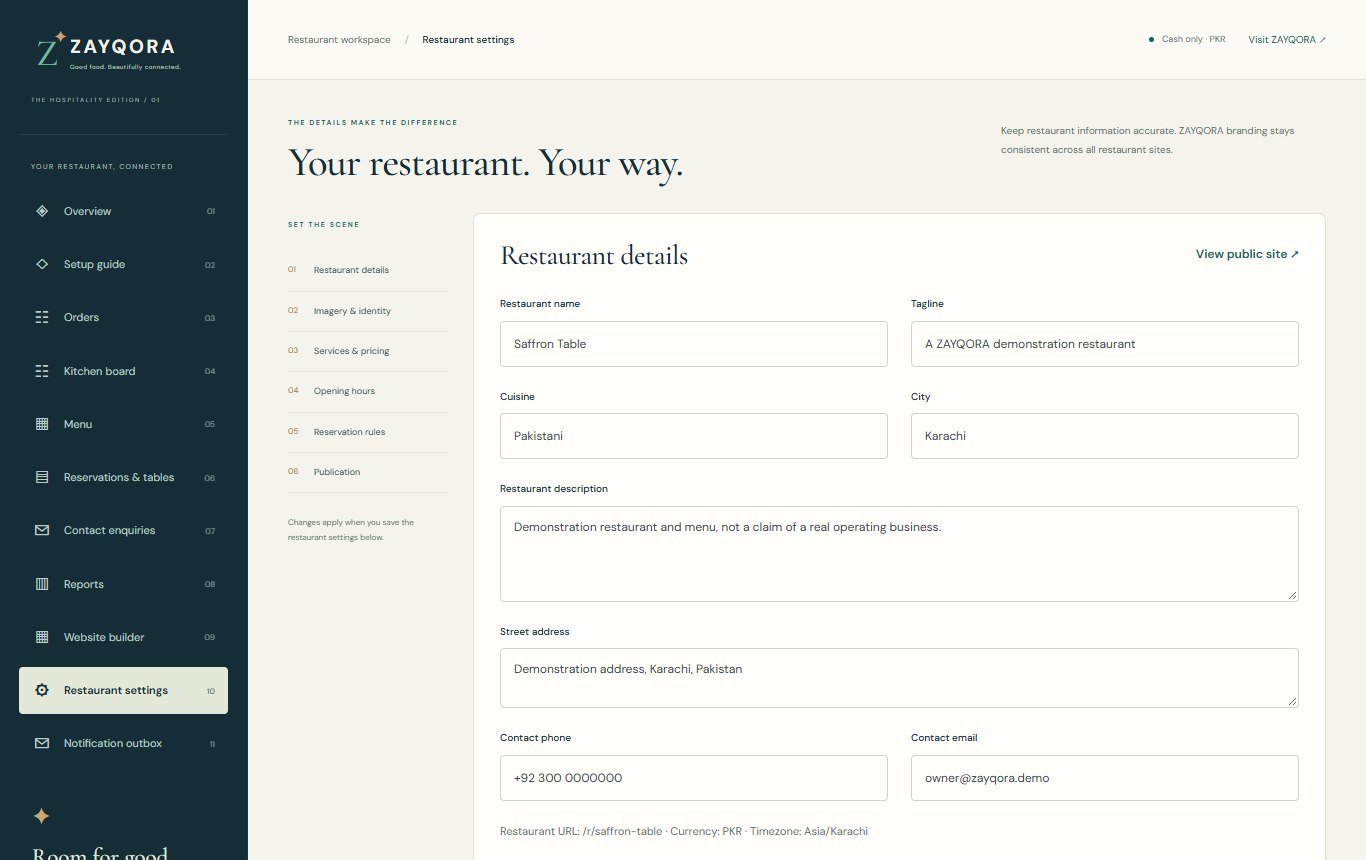 ZAYQORA
Good food. Beautifully connected.
THE HOSPITALITY EDITION / 01
YOUR RESTAURANT, CONNECTED
Overview 01
Setup guide 02
Orders 03
Kitchen board 04
Menu 05
Reservations & tables 06
Contact enquiries 07
Reports 08
Website builder 09
Restaurant settings 10
Notification outbox 11
Room for good
Restaurant workspace / Restaurant settings
Cash only · PKR
Visit ZAYQORA ↗
THE DETAILS MAKE THE DIFFERENCE
Your restaurant. Your way.
Keep restaurant information accurate. ZAYQORA branding stays
consistent across all restaurant sites.
SET THE SCENE
01 Restaurant details
02 Imagery & identity
03 Services & pricing
04 Opening hours
05 Reservation rules
06 Publication
Changes apply when you save the
restaurant settings below.
Restaurant details
View public site ↗
Restaurant name
Saffron Table
Tagline
A ZAYQORA demonstration restaurant
Cuisine
Pakistani
City
Karachi
Restaurant description
Demonstration restaurant and menu, not a claim of a real operating business.
Street address
Demonstration address, Karachi, Pakistan
Contact phone
+92 300 0000000
Contact email
owner@zayqora.demo
Restaurant URL: /r/saffron-table · Currency: PKR · Timezone: Asia/Karachi